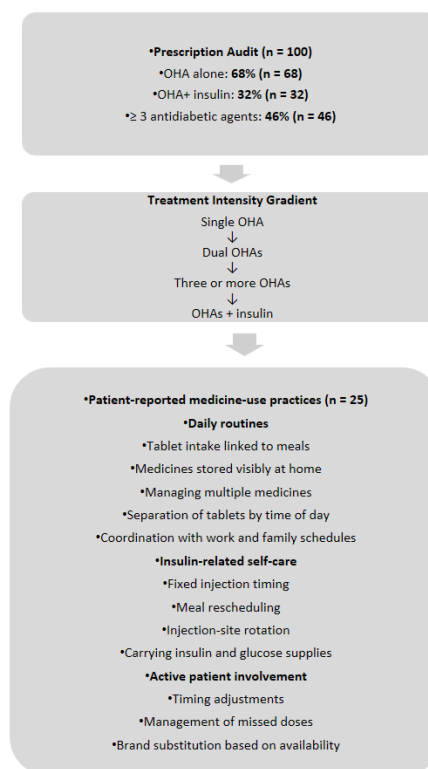 •Prescription Audit (n = 100)
•OHA alone: 68% (n = 68)
•OHA+ insulin: 32% (n = 32)
•≥ 3 antidiabetic agents: 46% (n = 46)
Treatment Intensity Gradient
Single OHA
↓
Dual OHAs
↓
Three or more OHAs
↓
OHAs + insulin
•Patient-reported medicine-use practices (n = 25)
•Daily routines
•Tablet intake linked to meals
•Medicines stored visibly at home
•Managing multiple medicines
•Separation of tablets by time of day
•Coordination with work and family schedules
•Insulin-related self-care
•Fixed injection timing
•Meal rescheduling
•Injection-site rotation
•Carrying insulin and glucose supplies
•Active patient involvement
•Timing adjustments
•Management of missed doses
•Brand substitution based on availability